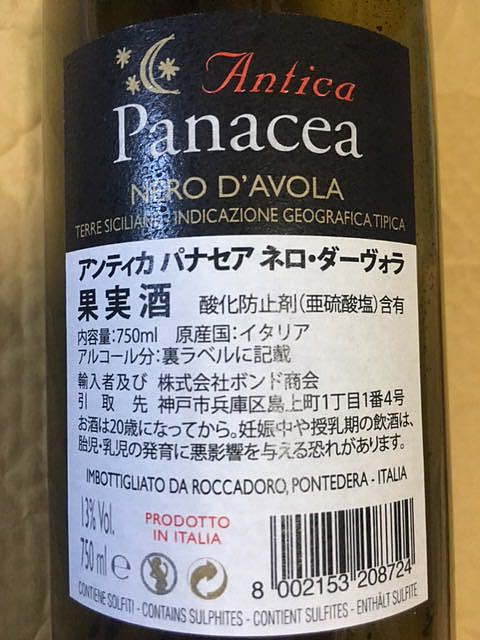 Antica
Panacea
NERO D'AVOLA
TERRE SICILIANE INDICAZIONE GEOGRAFICA TIPICA
アンティカ パナセア ネロ・ダーヴォラ
果実酒 酸化防止剤(亜硫酸塩)含有
内容量:750ml 原産国:イタリア
アルコール分:裏ラベルに記載
輸入者及び 株式会社ボンド商会
引取先 神戸市兵庫区島上町1丁目1番4号
お酒は20歳になってから。妊娠中や授乳期の飲酒は、
胎児・乳児の発育に悪影響を与える恐れがあります。
IMBOTTIGLIATO DA ROCCADORO, PONTEDERA - ITALIA
13% Vol.
750 ml e
PRODOTTO
IN ITALIA
8 002153 208724
CONTIENE SOLFITI - CONTAINS SULPHITES - CONTIENT SULFITES - ENTHÄLT SULFITE